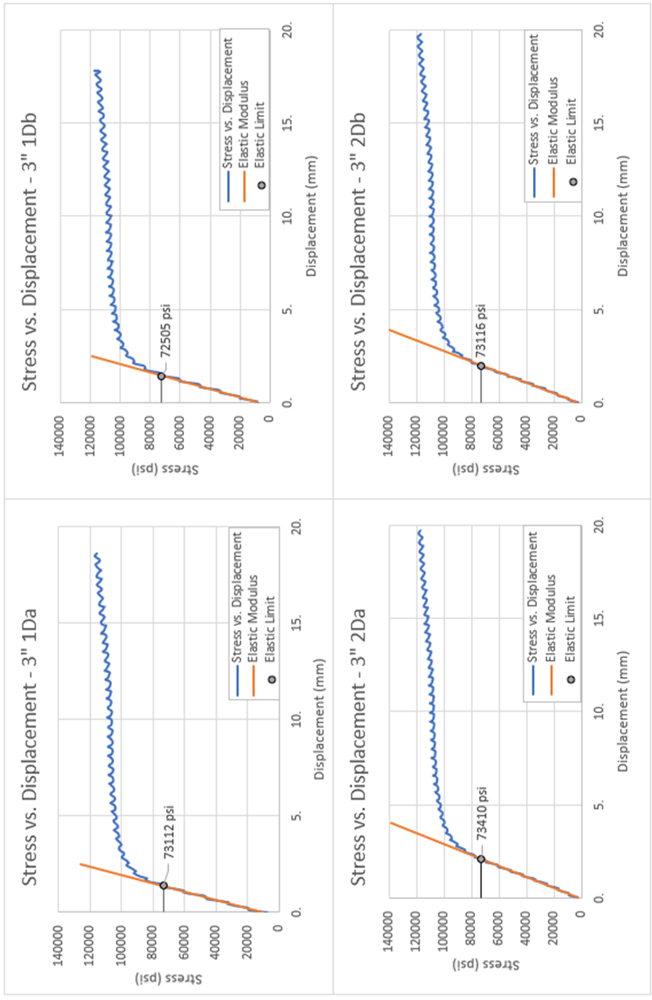 Stress vs. Displacement - 3" 1Da
140000
120000
100000
80000
60000
40000
20000
0
Stress (psi)
73112 psi
Stress vs. Displacement
Elastic Modulus
Elastic Limit
0.
5.
10.
15.
20.
Displacement (mm)
Stress vs. Displacement - 3" 1Db
140000
120000
100000
80000
60000
40000
20000
0
Stress (psi)
72505 psi
Stress vs. Displacement
Elastic Modulus
Elastic Limit
0.
5.
10.
15.
20.
Displacement (mm)
Stress vs. Displacement - 3" 2Da
140000
120000
100000
80000
60000
40000
20000
0
Stress (psi)
73410 psi
Stress vs. Displacement
Elastic Modulus
Elastic Limit
0.
5.
10.
15.
20.
Displacement (mm)
Stress vs. Displacement - 3" 2Db
140000
120000
100000
80000
60000
40000
20000
0
Stress (psi)
73116 psi
Stress vs. Displacement
Elastic Modulus
Elastic Limit
0.
5.
10.
15.
20.
Displacement (mm)